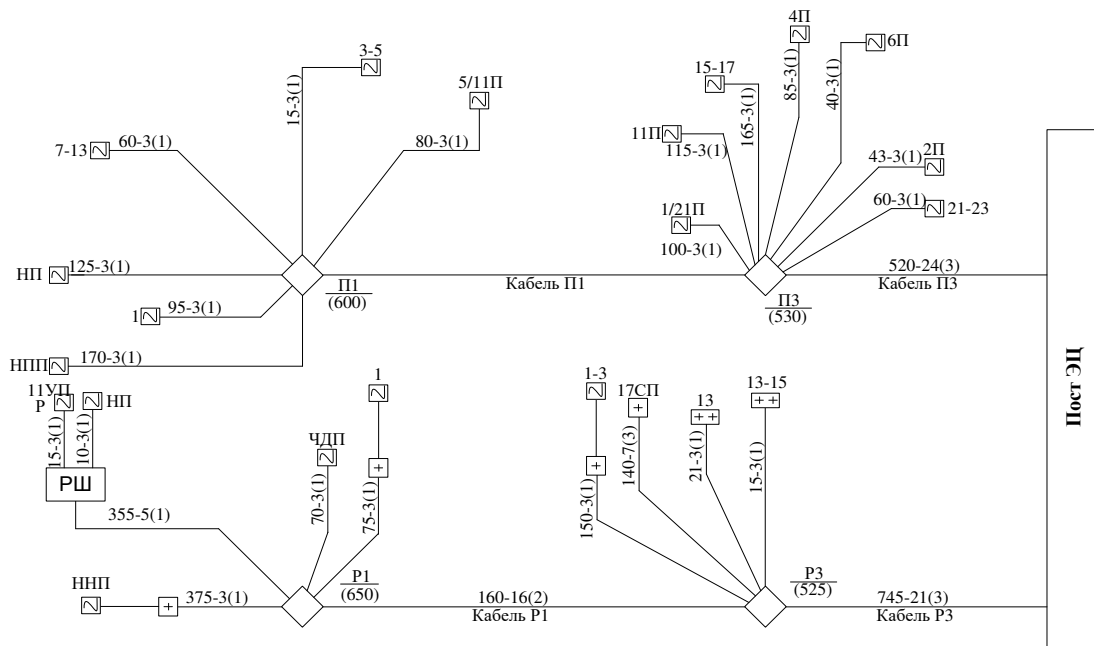 4П
6П
3-5
15-3(1)
5/11П
80-3(1)
7-13
60-3(1)
15-17
165-3(1)
85-3(1)
40-3(1)
11П
115-3(1)
43-3(1)
2П
1/21П
100-3(1)
60-3(1)
21-23
НП
125-3(1)
П1
(600)
Кабель П1
П3
(530)
520-24(3)
Кабель П3
1
95-3(1)
НПП
170-3(1)
Пост ЭЦ
11УП
Р
НП
15-3(1)
10-3(1)
РШ
355-5(1)
ЧДП
70-3(1)
1
75-3(1)
1-3
150-3(1)
17СП
140-7(3)
13
21-3(1)
13-15
15-3(1)
ННП
375-3(1)
Р1
(650)
160-16(2)
Кабель Р1
Р3
(525)
745-21(3)
Кабель Р3